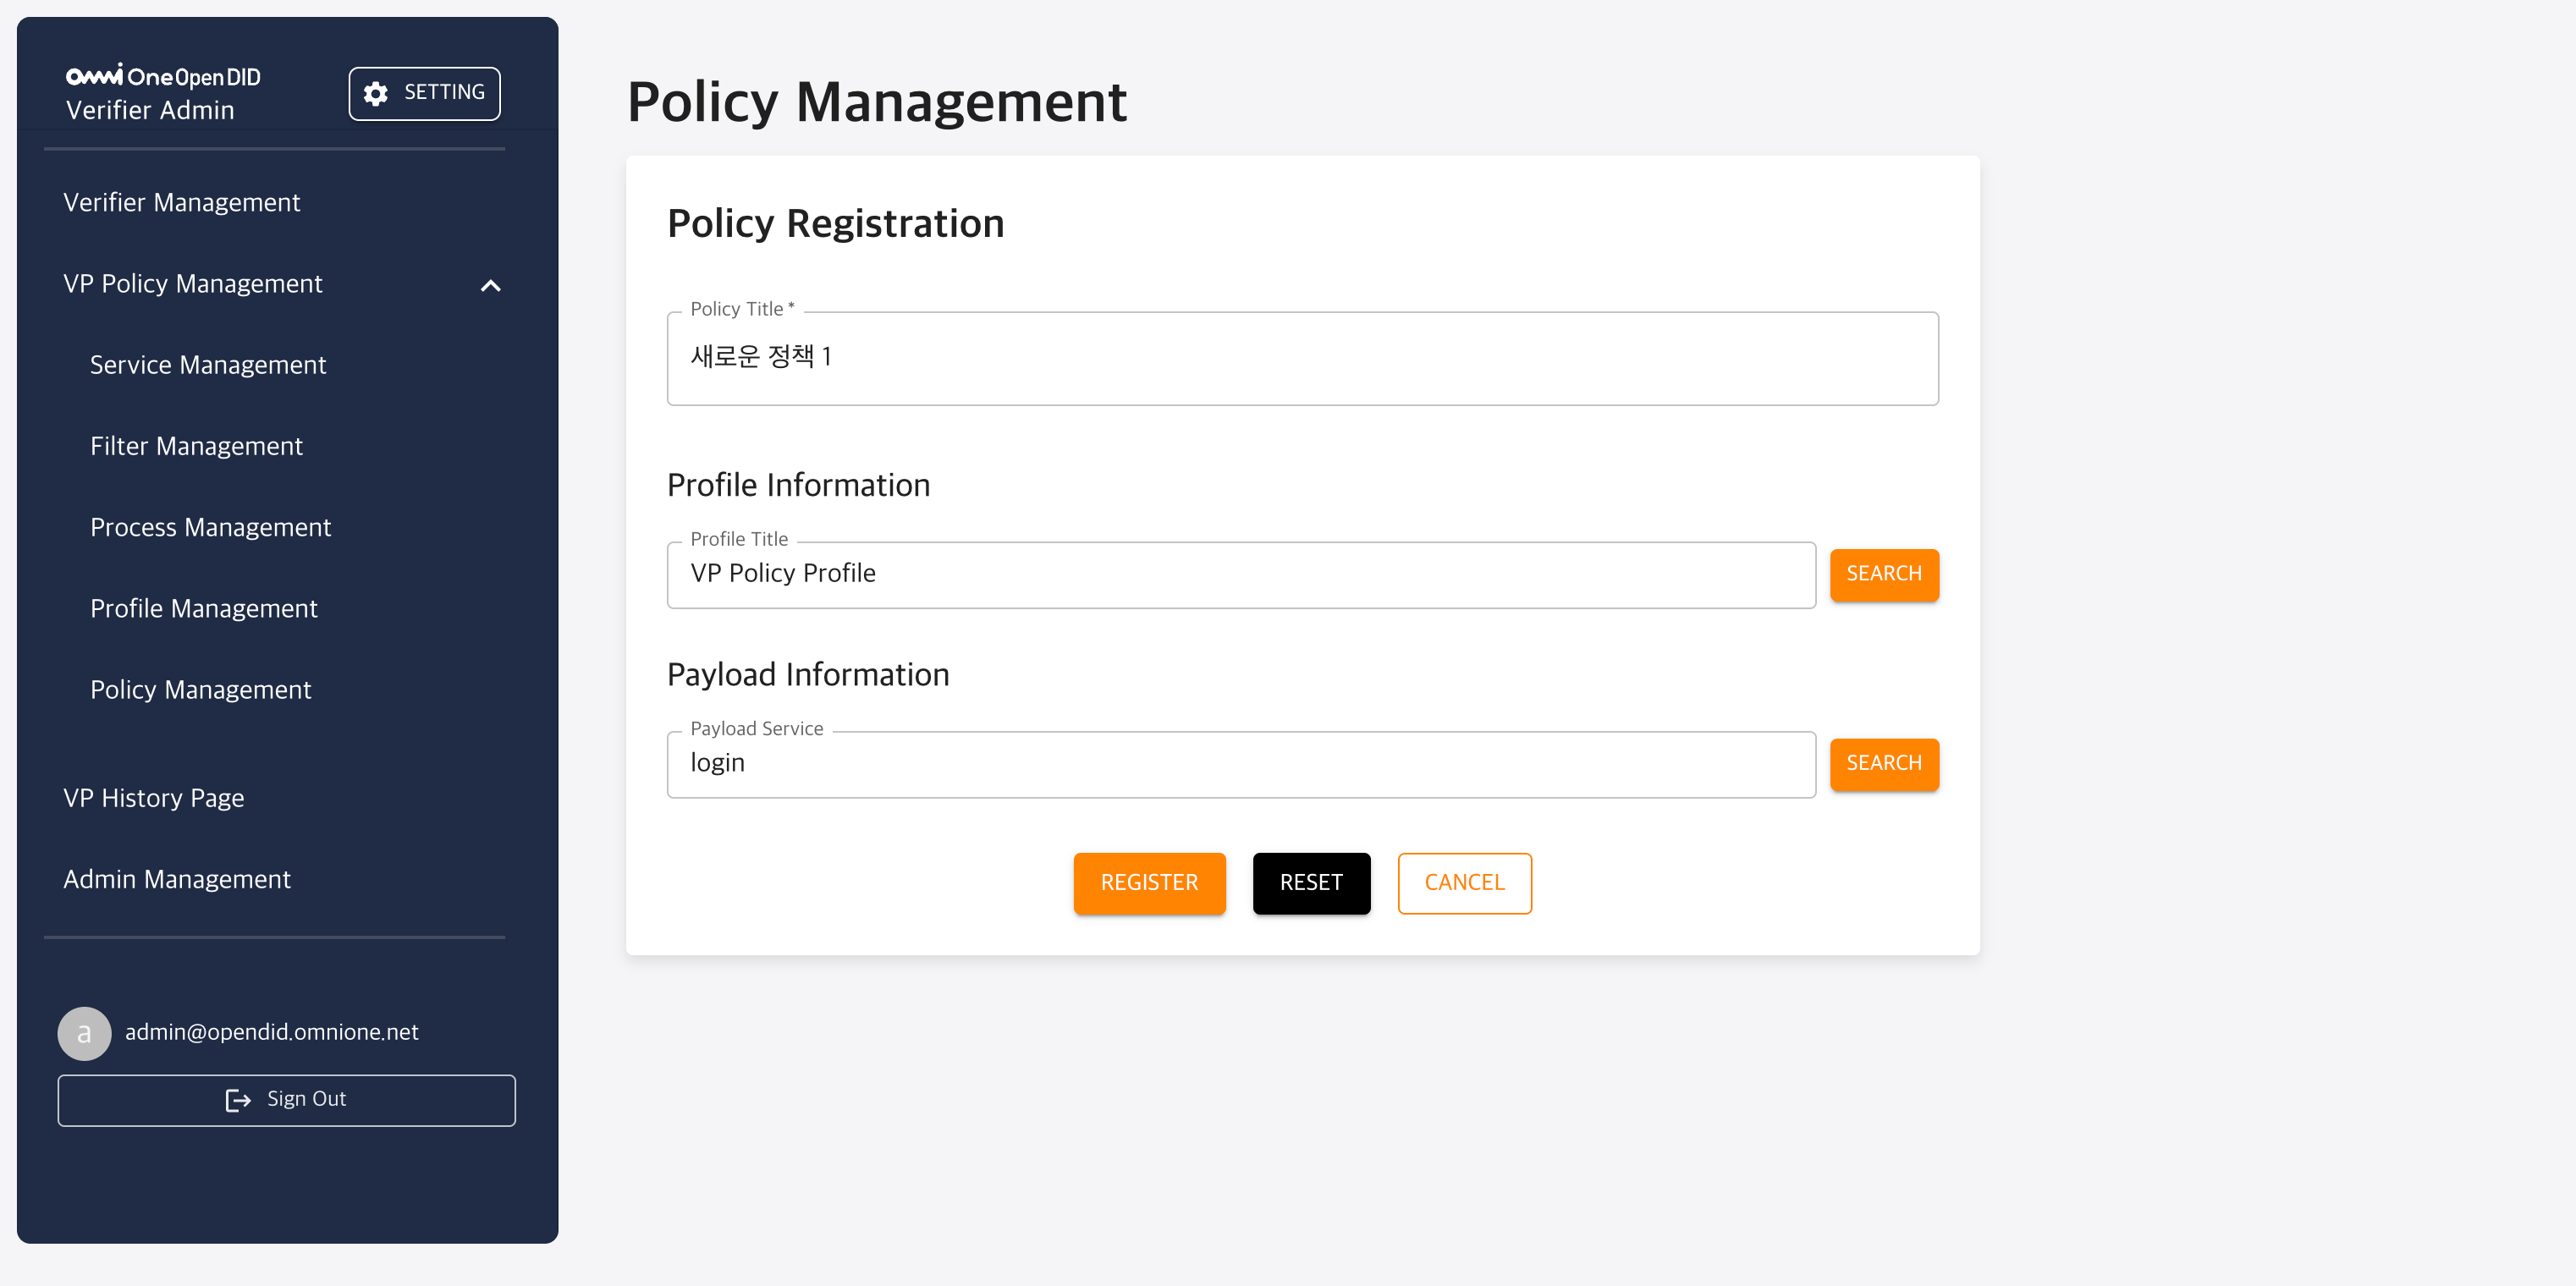 omni One Open DID
Verifier Admin
SETTING
Verifier Management
VP Policy Management
Service Management
Filter Management
Process Management
Profile Management
Policy Management
VP History Page
Admin Management
a
admin@opendid.omnione.net
Sign Out
Policy Management
Policy Registration
Policy Title *
새로운 정책 1
Profile Information
Profile Title
VP Policy Profile
SEARCH
Payload Information
Payload Service
login
SEARCH
REGISTER
RESET
CANCEL